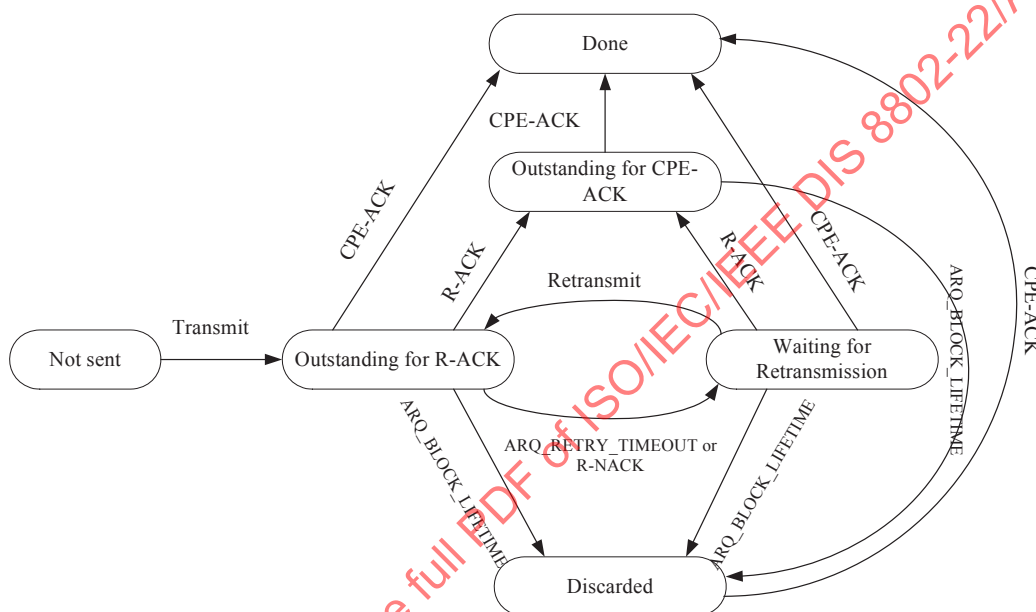 Done
CPE-ACK
Outstanding for CPE-
ACK
CPE-ACK
R-ACK
R-ACK
CPE-ACK
ARQ_BLOCK_LIFETIME
CPE-ACK
Retransmit
Transmit
Not sent
Outstanding for R-ACK
Waiting for
Retransmission
ARQ_RETRY_TIMEOUT or
R-NACK
ARQ_BLOCK_LIFETIME
ARQ_BLOCK_LIFETIME
Discarded
e full PDF of ISO/IEC/IEEE DIS 8802-22/